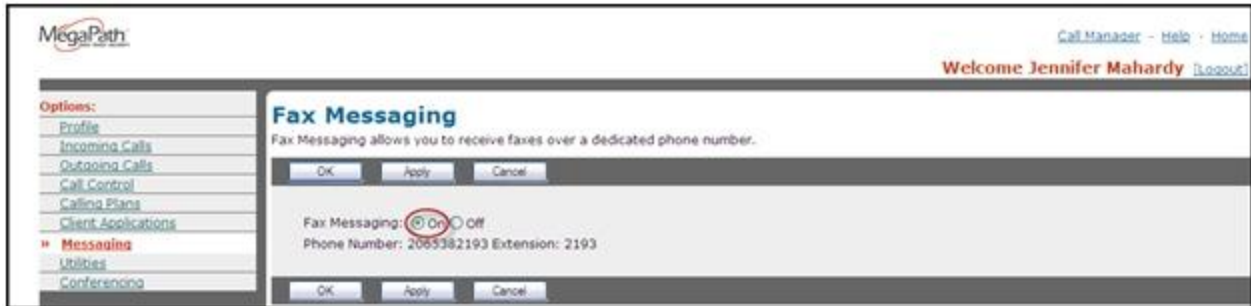 MegaPath
Call Manager - Help - Home
Welcome Jennifer Mahardy [Logout]
Options:
Profile
Incoming Calls
Outgoing Calls
Call Control
Calling Plans
Client Applications
» Messaging
Utilities
Conferencing
Fax Messaging
Fax Messaging allows you to receive faxes over a dedicated phone number.
OK Apply Cancel
Fax Messaging: On Off
Phone Number: 2065382193 Extension: 2193
OK Apply Cancel